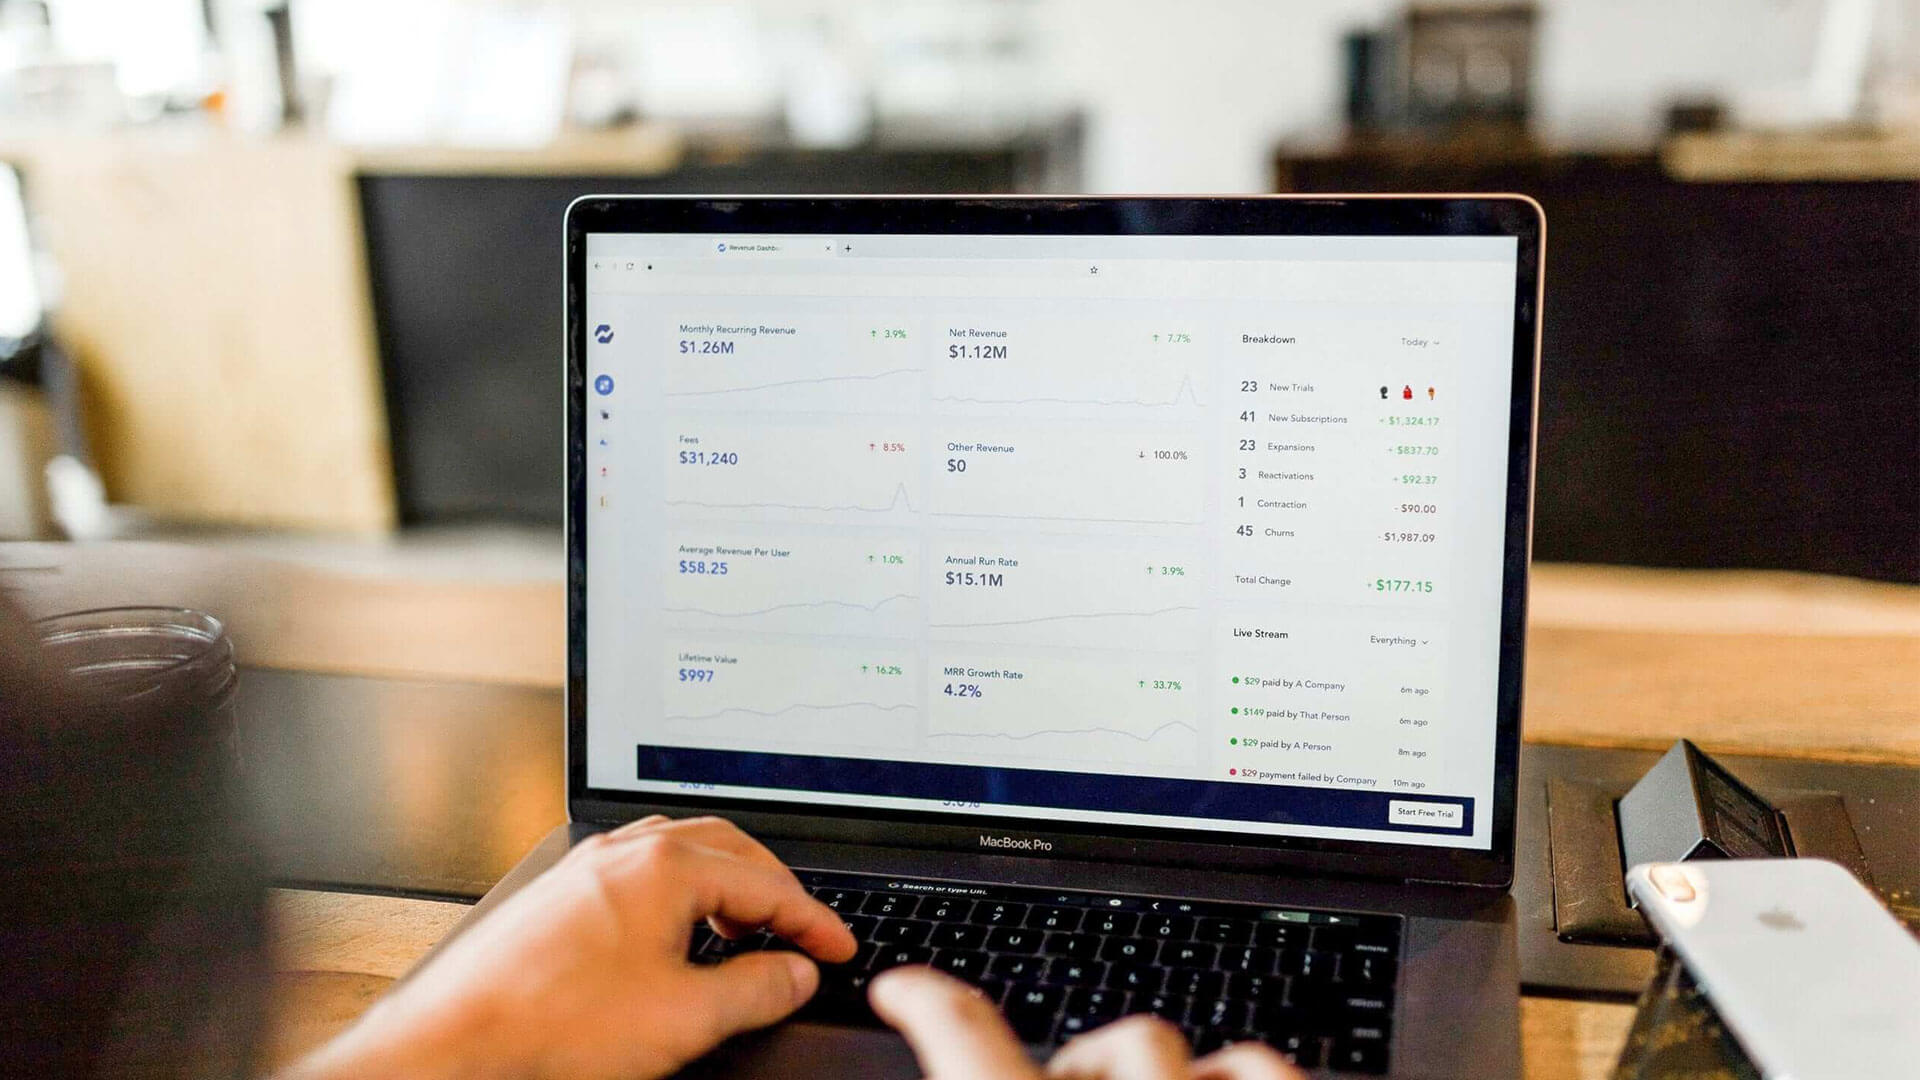 Revenue Dashb
Monthly Recurring Revenue
↑ 3.9%
$1.26M
Net Revenue
↑ 7.7%
$1.12M
Fees
↑ 8.5%
$31,240
Other Revenue
↓ 100.0%
$0
Average Revenue Per User
↑ 1.0%
$58.25
Annual Run Rate
↑ 3.9%
$15.1M
Lifetime Value
↑ 16.2%
$997
MRR Growth Rate
↑ 33.7%
4.2%
Breakdown
Today
23 New Trials
41 New Subscriptions + $1,324.17
23 Expansions + $837.70
3 Reactivations + $92.37
1 Contraction - $90.00
45 Churns - $1,987.09
Total Change + $177.15
Live Stream
Everything
$29 paid by A Company 6m ago
$149 paid by That Person 6m ago
$29 paid by A Person 8m ago
$29 payment failed by Company 10m ago
Start Free Trial
MacBook Pro
Search or type URL